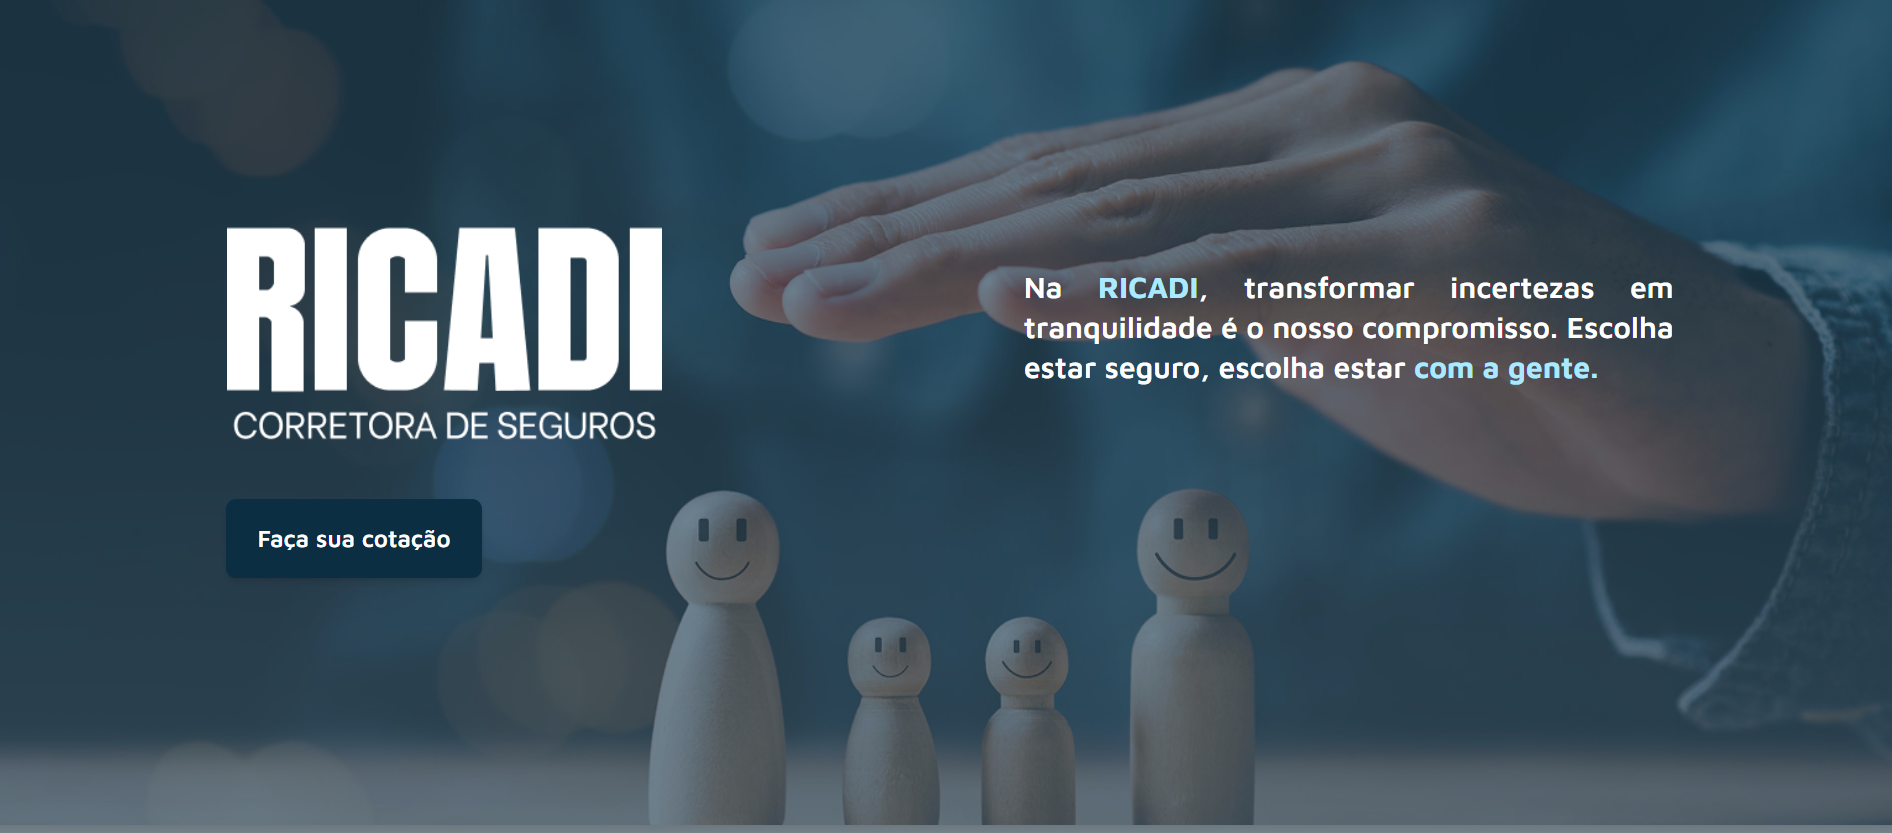 RICADI
CORRETORA DE SEGUROS
Faça sua cotação
Na RICADI, transformar incertezas em
tranquilidade é o nosso compromisso. Escolha
estar seguro, escolha estar com a gente.